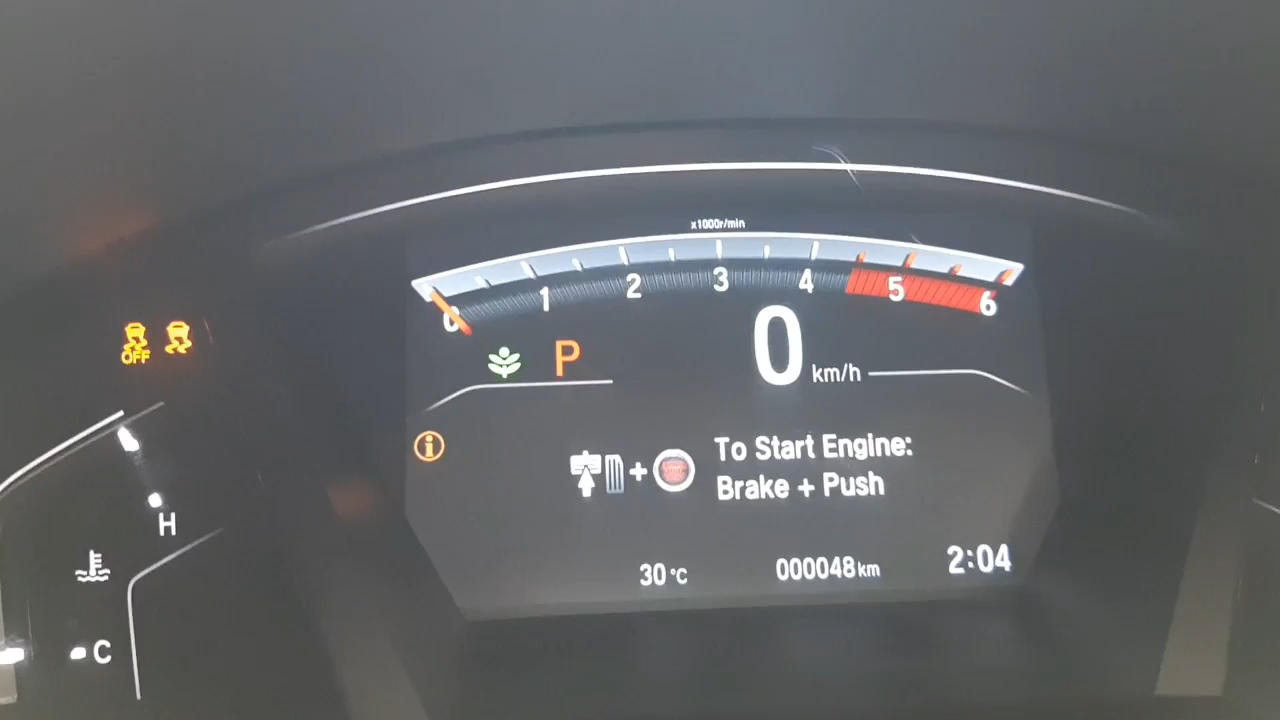 x1000r/min
0 1 2 3 4 5 6
OFF
P
0 km/h
To Start Engine:
Brake + Push
H
C
30 °C 000048 km 2:04